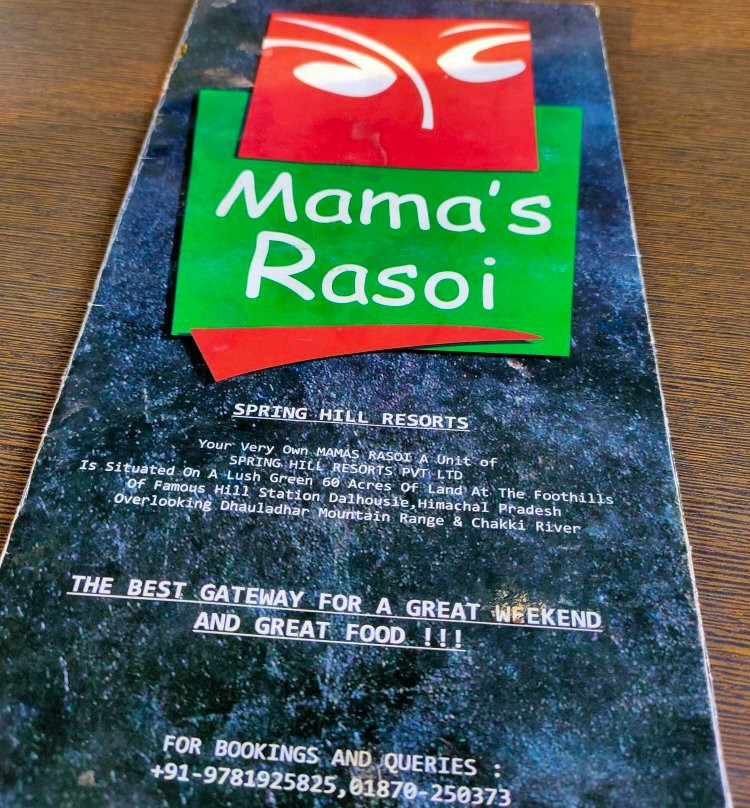 Mama's
Rasoi
SPRING HILL RESORTS
Your Very Own MAMAS RASOI A Unit of
SPRING HILL RESORTS PVT LTD
Is Situated On A Lush Green 60 Acres Of Land At The Foothills
Of Famous Hill Station Dalhousie,Himachal Pradesh
Overlooking Dhauladhar Mountain Range & Chakki River
THE BEST GATEWAY FOR A GREAT WEEKEND
AND GREAT FOOD !!!
FOR BOOKINGS AND QUERIES :
+91-9781925825,01870-250373